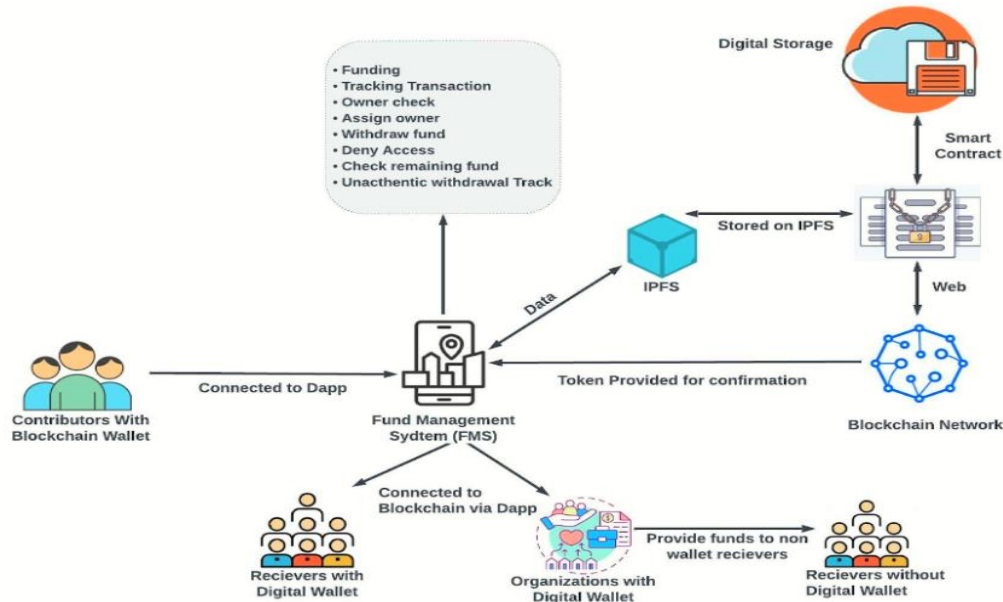 Digital Storage
• Funding
• Tracking Transaction
• Owner check
• Assign owner
• Withdraw fund
• Deny Access
• Check remaining fund
• Unacthentic withdrawal Track
Smart
Contract
Stored on IPFS
IPFS
Web
Data
Connected to Dapp
Token Provided for confirmation
Contributors With
Blockchain Wallet
Fund Management
Sydtem (FMS)
Blockchain Network
Connected to
Blockchain via Dapp
Provide funds to non
wallet recievers
Recievers with
Digital Wallet
Organizations with
Digital Wallet
Recievers without
Digital Wallet